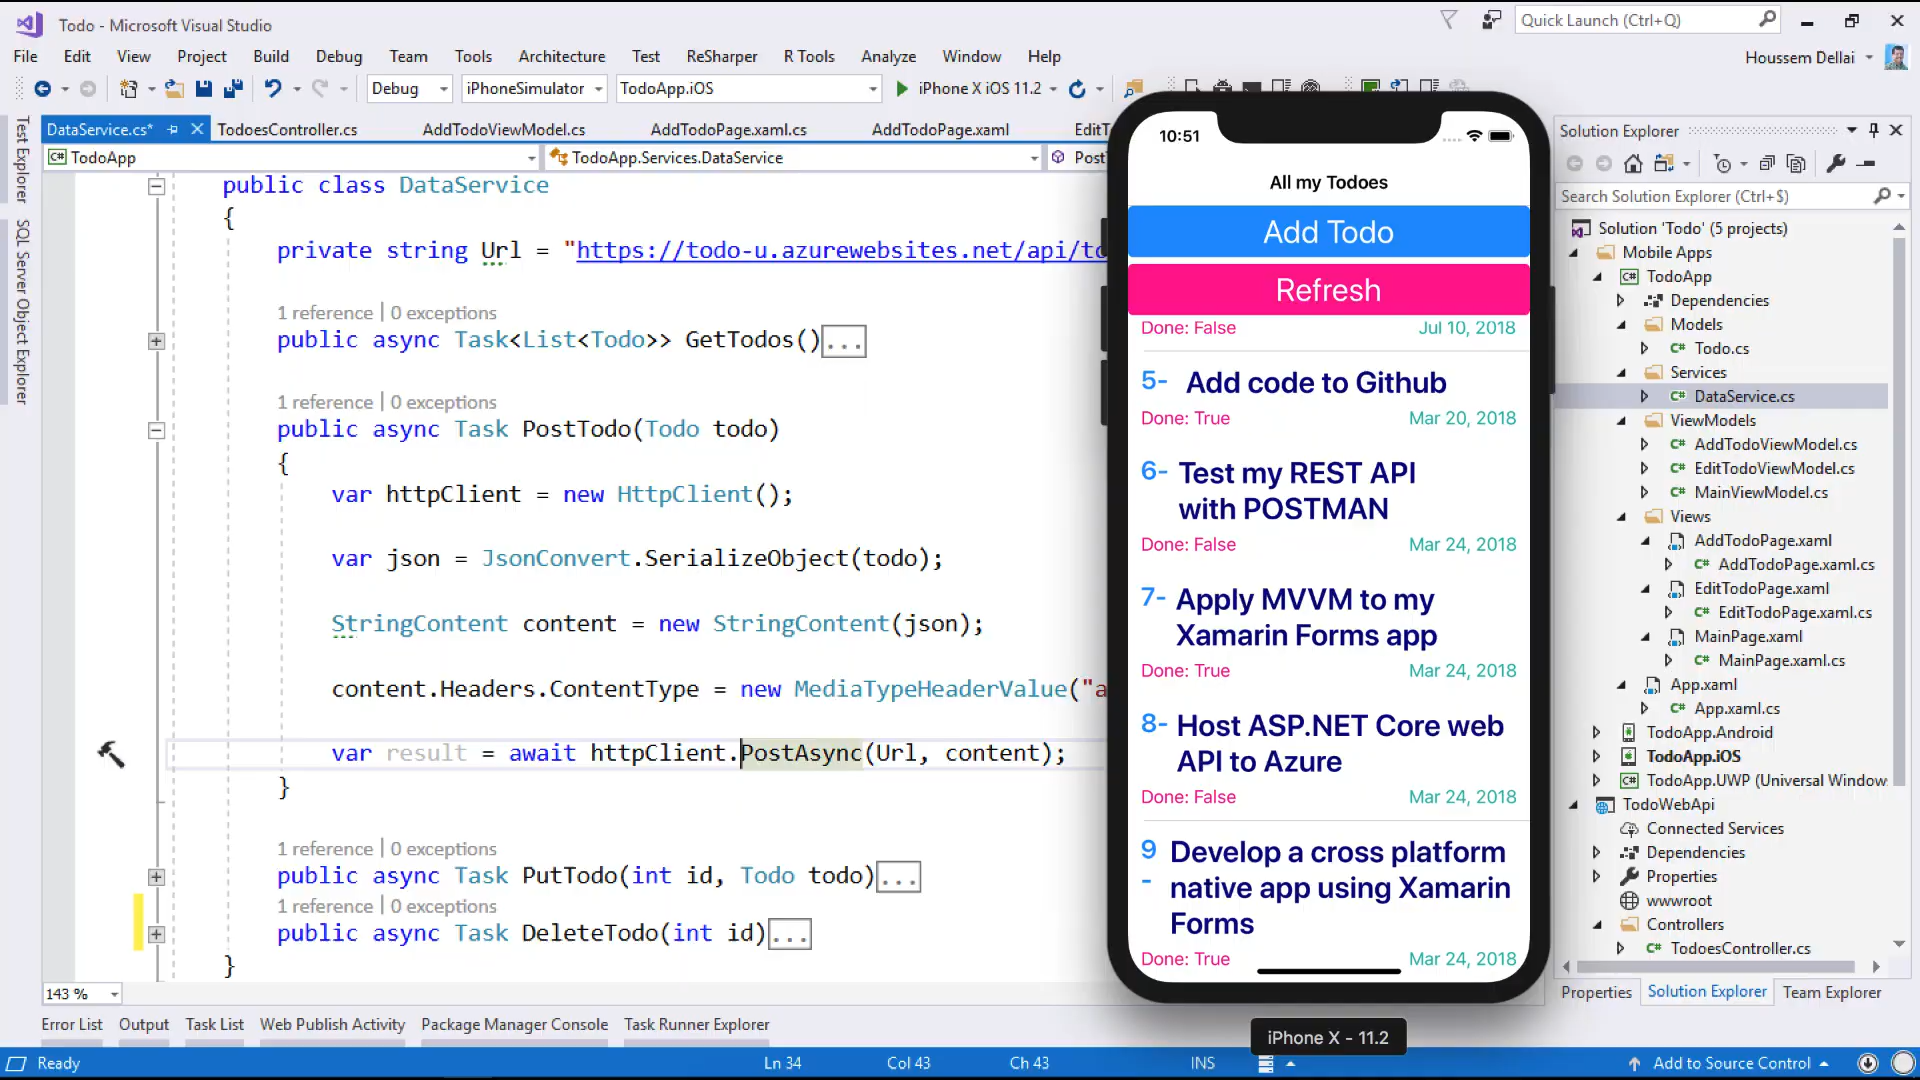 Todo - Microsoft Visual Studio
Quick Launch (Ctrl+Q)
File Edit View Project Build Debug Team Tools Architecture Test ReSharper R Tools Analyze Window Help
Houssem Dellai
Debug iPhoneSimulator TodoApp.iOS iPhone X iOS 11.2
Test Explorer
SQL Server Object Explorer
DataService.cs* TodoesController.cs AddTodoViewModel.cs AddTodoPage.xaml.cs AddTodoPage.xaml EditT
C# TodoApp TodoApp.Services.DataService PostT
public class DataService
{
private string Url = "https://todo-u.azurewebsites.net/api/to
1 reference | 0 exceptions
public async Task<List<Todo>> GetTodos()...
1 reference | 0 exceptions
public async Task PostTodo(Todo todo)
{
var httpClient = new HttpClient();
var json = JsonConvert.SerializeObject(todo);
StringContent content = new StringContent(json);
content.Headers.ContentType = new MediaTypeHeaderValue("a
var result = await httpClient.PostAsync(Url, content);
}
1 reference | 0 exceptions
public async Task PutTodo(int id, Todo todo)...
1 reference | 0 exceptions
public async Task DeleteTodo(int id)...
}
143 %
Error List Output Task List Web Publish Activity Package Manager Console Task Runner Explorer
Ready Ln 34 Col 43 Ch 43 INS Add to Source Control
10:51
All my Todoes
Add Todo
Refresh
Done: False Jul 10, 2018
5- Add code to Github
Done: True Mar 20, 2018
6- Test my REST API
with POSTMAN
Done: False Mar 24, 2018
7- Apply MVVM to my
Xamarin Forms app
Done: True Mar 24, 2018
8- Host ASP.NET Core web
API to Azure
Done: False Mar 24, 2018
9 Develop a cross platform
- native app using Xamarin
Forms
Done: True Mar 24, 2018
iPhone X - 11.2
Solution Explorer
Search Solution Explorer (Ctrl+$)
Solution 'Todo' (5 projects)
Mobile Apps
C# TodoApp
Dependencies
Models
C# Todo.cs
Services
C# DataService.cs
ViewModels
C# AddTodoViewModel.cs
C# EditTodoViewModel.cs
C# MainViewModel.cs
Views
AddTodoPage.xaml
C# AddTodoPage.xaml.cs
EditTodoPage.xaml
C# EditTodoPage.xaml.cs
MainPage.xaml
C# MainPage.xaml.cs
App.xaml
C# App.xaml.cs
TodoApp.Android
TodoApp.iOS
C# TodoApp.UWP (Universal Window
TodoWebApi
Connected Services
Dependencies
Properties
wwwroot
Controllers
C# TodoesController.cs
Properties Solution Explorer Team Explorer